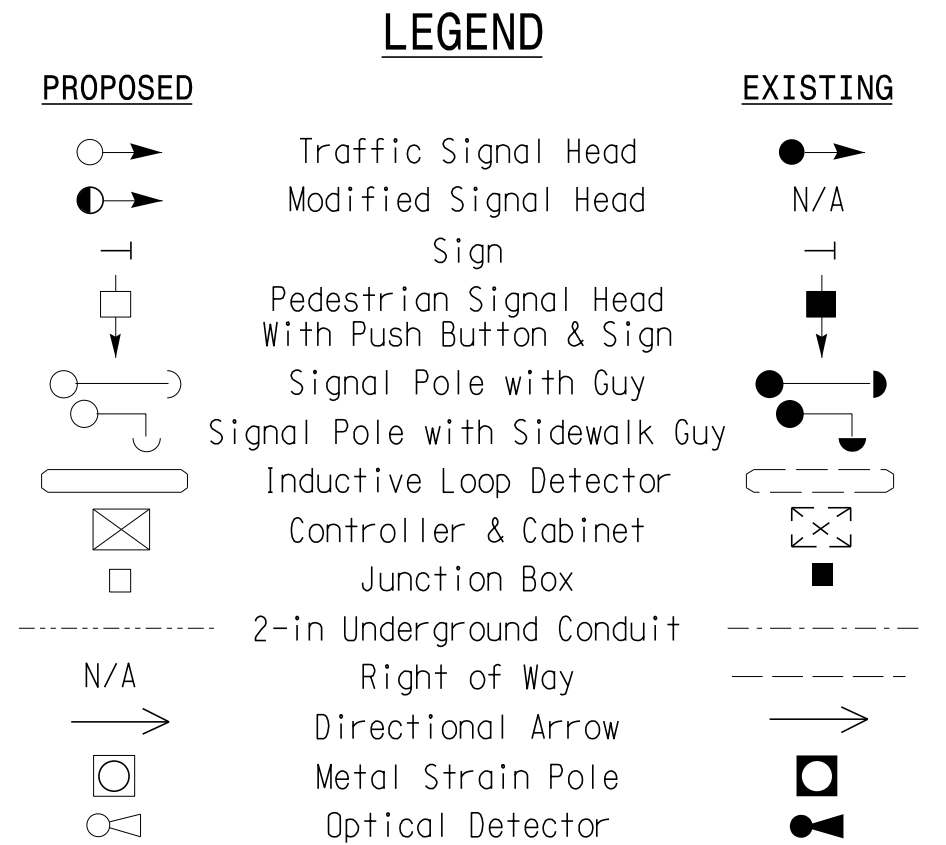 LEGEND
PROPOSED EXISTING
Traffic Signal Head
Modified Signal Head N/A
Sign
Pedestrian Signal Head
With Push Button & Sign
Signal Pole with Guy
Signal Pole with Sidewalk Guy
Inductive Loop Detector
Controller & Cabinet
Junction Box
2-in Underground Conduit
N/A Right of Way
Directional Arrow
Metal Strain Pole
Optical Detector